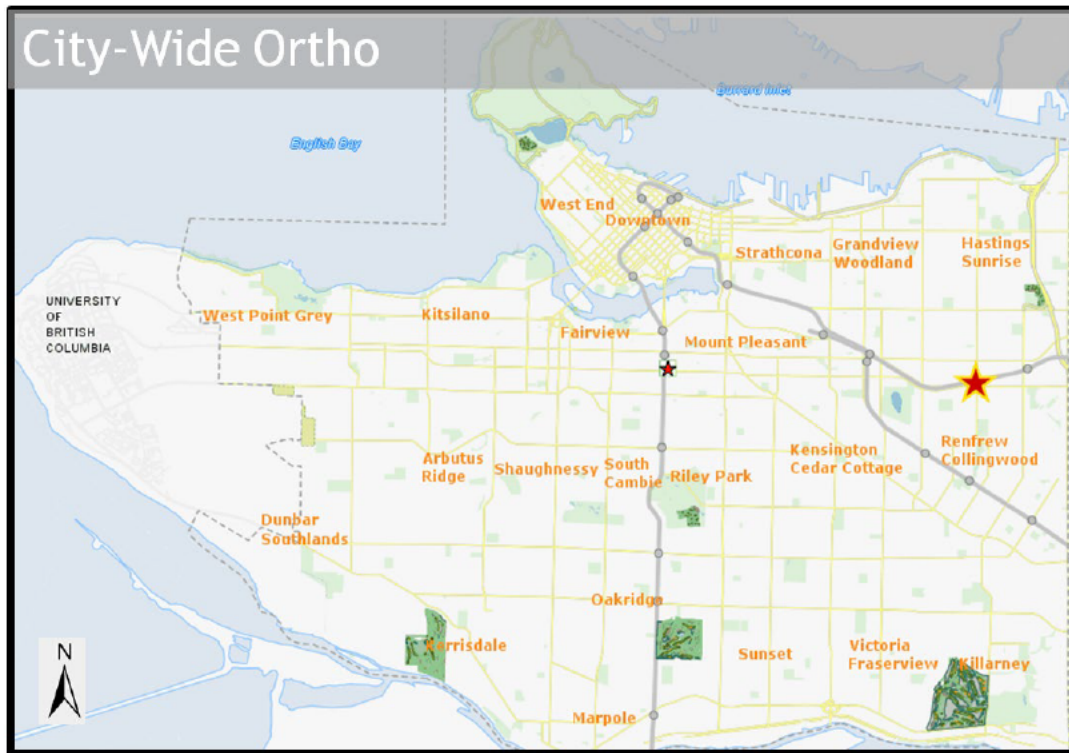 City-Wide Ortho
Burrard Inlet
English Bay
West End
Downtown
Strathcona
Grandview
Woodland
Hastings
Sunrise
UNIVERSITY
OF
BRITISH
COLUMBIA
West Point Grey
Kitsilano
Fairview
Mount Pleasant
Arbutus
Ridge
Shaughnessy
South
Cambie
Riley Park
Kensington
Cedar Cottage
Renfrew
Collingwood
Dunbar
Southlands
Oakridge
Kerrisdale
Sunset
Victoria
Fraserview
Killarney
N
Marpole